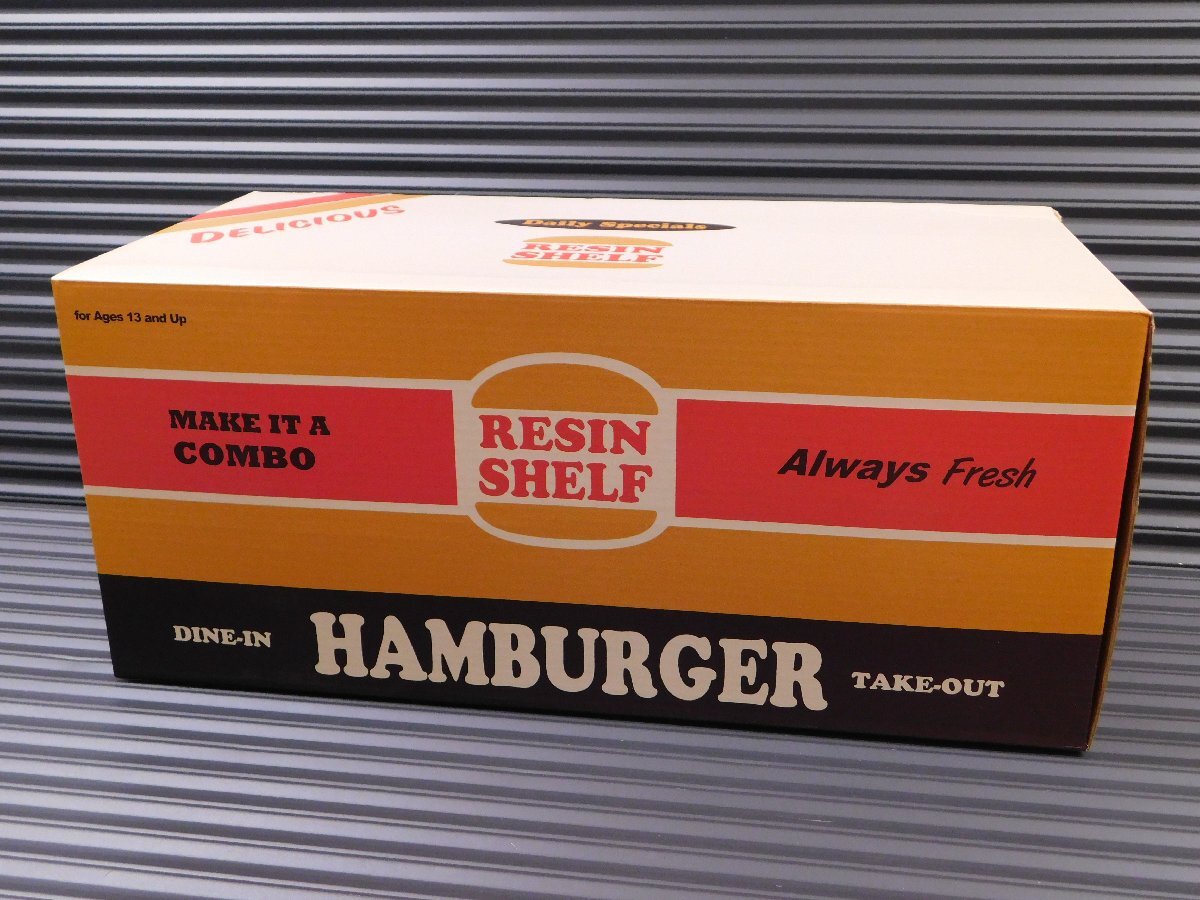 DELICIOUS
Daily Specials
RESIN
SHELF
for Ages 13 and Up
MAKE IT A
COMBO
RESIN
SHELF
Always Fresh
DINE-IN
HAMBURGER
TAKE-OUT